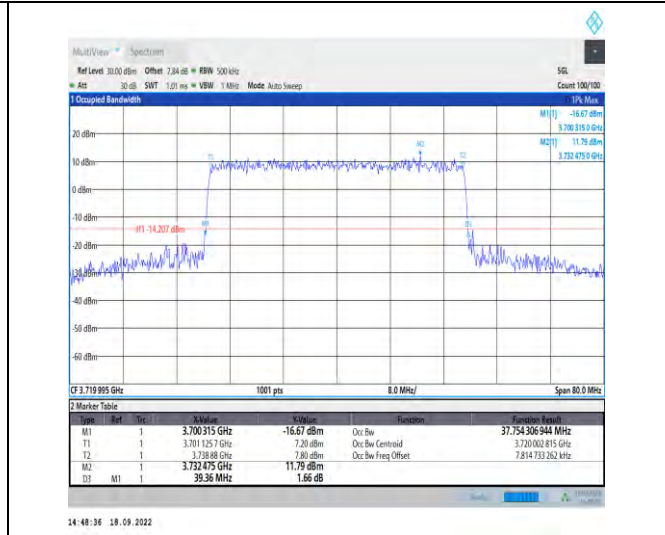 MultiView Spectrum
Ref Level 30.00 dBm Offset 7.84 dB RBW 500 kHz SGL
Att 30 dB SWT 1.01 ms VBW 1 MHz Mode Auto Sweep Count 100/100
1 Occupied Bandwidth 1Pk Max
M1[1] -16.67 dBm
3.700 315 0 GHz
M2[1] 11.79 dBm
3.732 475 0 GHz
20 dBm
M2
10 dBm T1 T2
0 dBm
-10 dBm
H1 -14.207 dBm M1 D3
-20 dBm
-30 dBm
-40 dBm
-50 dBm
-60 dBm
CF 3.719 995 GHz 1001 pts 8.0 MHz/ Span 80.0 MHz
2 Marker Table
Type Ref Trc X-Value Y-Value Function Function Result
M1 1 3.700 315 GHz -16.67 dBm Occ Bw 37.754 306 944 MHz
T1 1 3.701 125 7 GHz 7.20 dBm Occ Bw Centroid 3.720 002 815 GHz
T2 1 3.738 88 GHz 7.80 dBm Occ Bw Freq Offset 7.814 733 262 kHz
M2 1 3.732 475 GHz 11.79 dBm
D3 M1 1 39.36 MHz 1.66 dB
14:48:36 18.09.2022